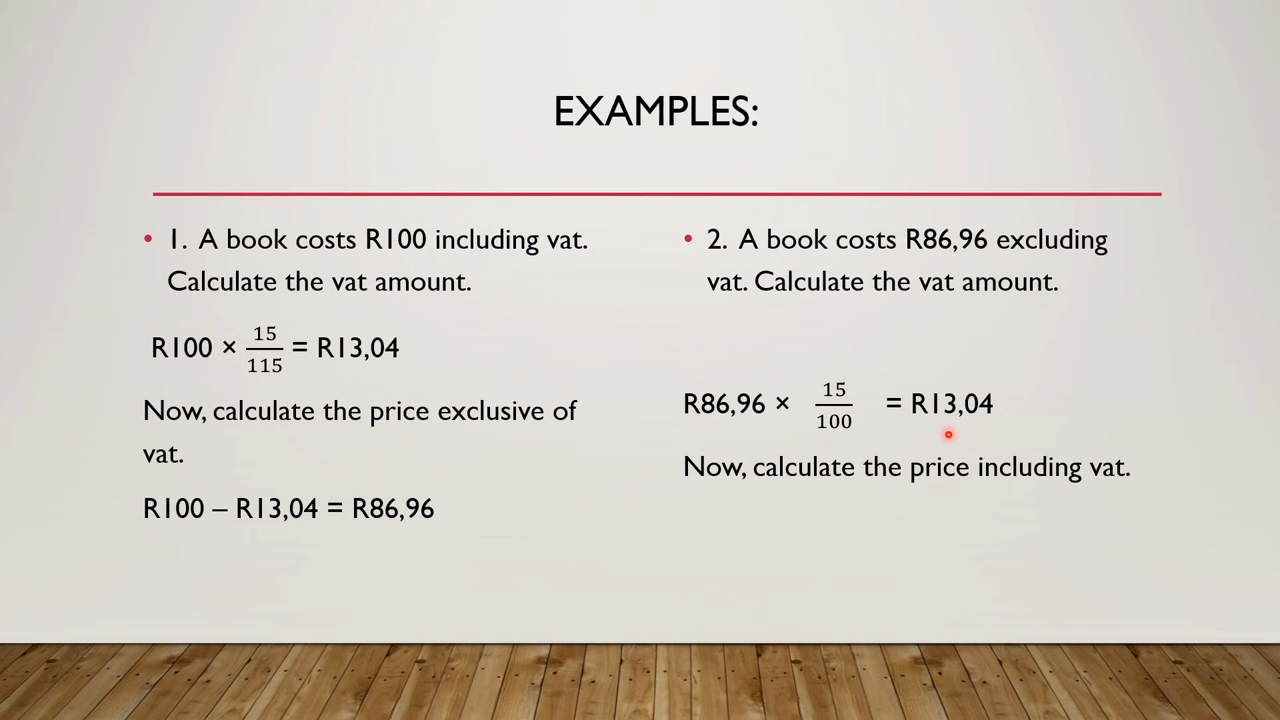 EXAMPLES:
• 1. A book costs R100 including vat.
Calculate the vat amount.
R100 × 15/115 = R13,04
Now, calculate the price exclusive of
vat.
R100 – R13,04 = R86,96
• 2. A book costs R86,96 excluding
vat. Calculate the vat amount.
R86,96 × 15/100 = R13,04
Now, calculate the price including vat.